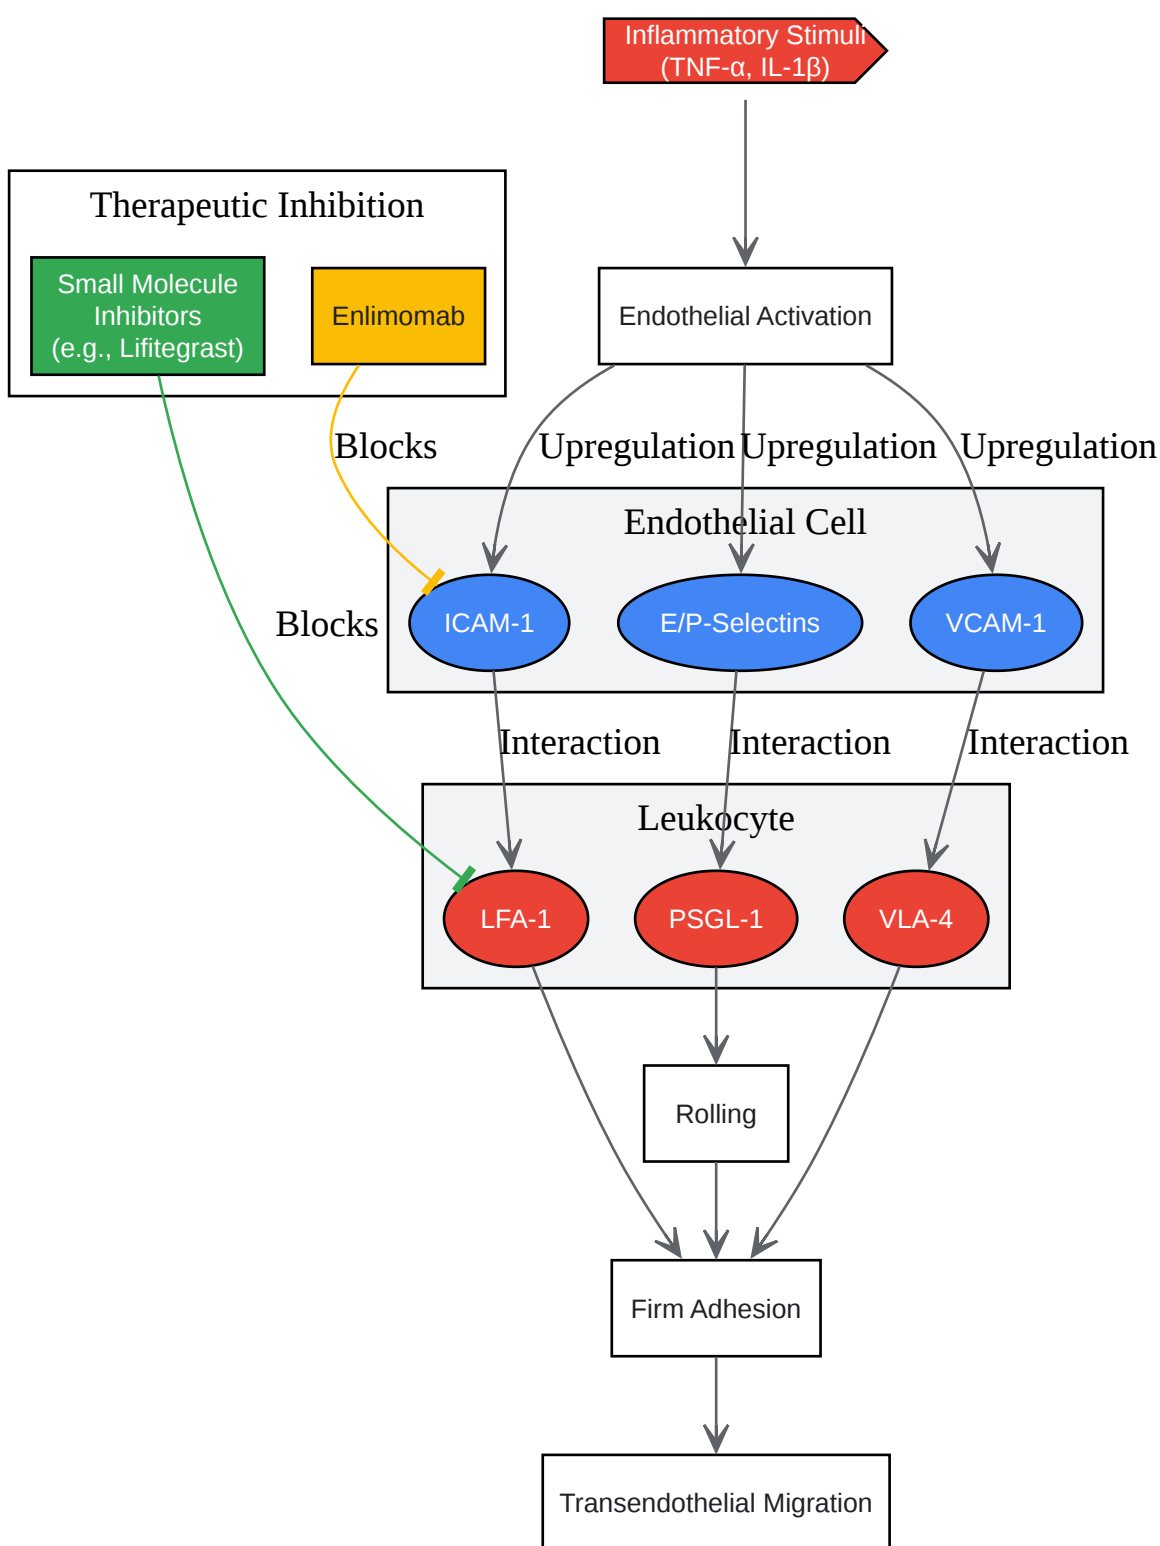 Inflammatory Stimuli
(TNF-α, IL-1β)
Therapeutic Inhibition
Small Molecule
Inhibitors
(e.g., Lifitegrast)
Enlimomab
Endothelial Activation
Blocks
Upregulation
Upregulation
Upregulation
Endothelial Cell
Blocks
ICAM-1
E/P-Selectins
VCAM-1
Interaction
Interaction
Interaction
Leukocyte
LFA-1
PSGL-1
VLA-4
Rolling
Firm Adhesion
Transendothelial Migration